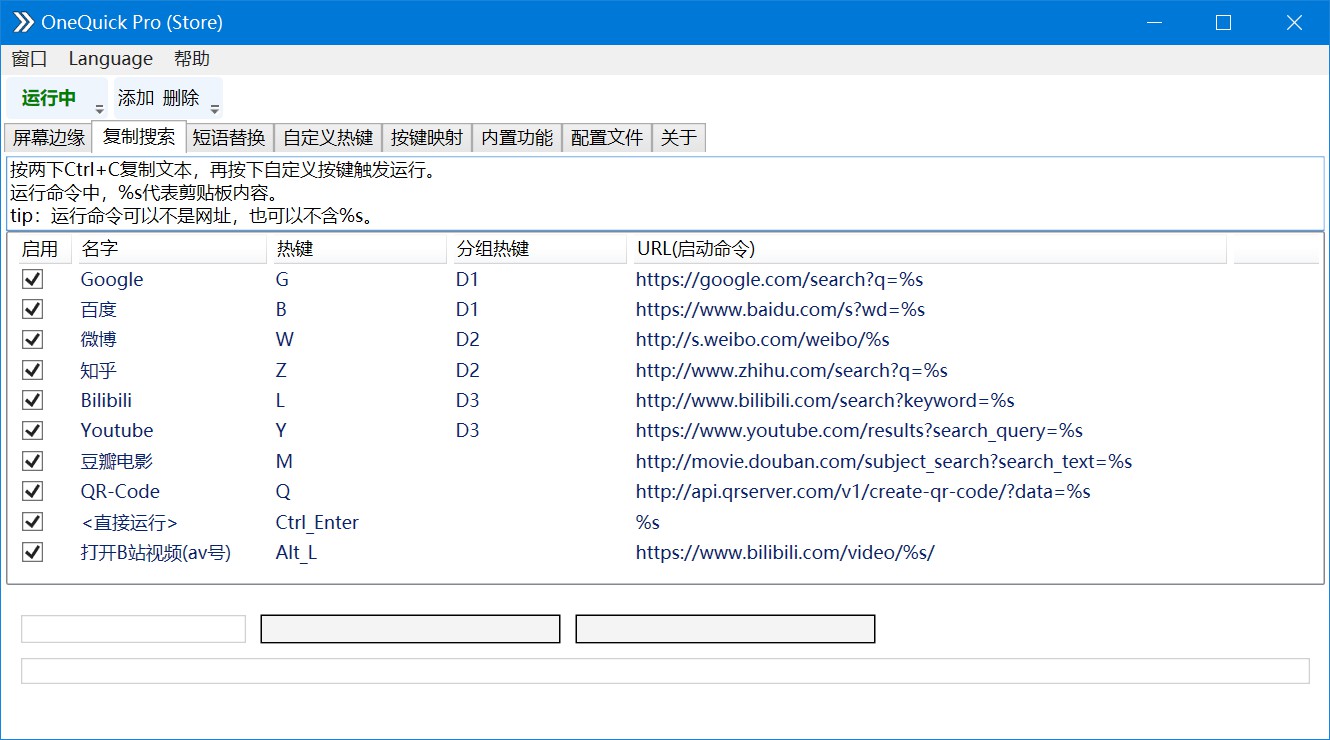 OneQuick Pro (Store)
窗口 Language 帮助
运行中 添加 删除
屏幕边缘 复制搜索 短语替换 自定义热键 按键映射 内置功能 配置文件 关于
按两下Ctrl+C复制文本，再按下自定义按键触发运行。
运行命令中，%s代表剪贴板内容。
tip：运行命令可以不是网址，也可以不含%s。
启用 名字 热键 分组热键 URL(启动命令)
Google G D1 https://google.com/search?q=%s
百度 B D1 https://www.baidu.com/s?wd=%s
微博 W D2 http://s.weibo.com/weibo/%s
知乎 Z D2 http://www.zhihu.com/search?q=%s
Bilibili L D3 http://www.bilibili.com/search?keyword=%s
Youtube Y D3 https://www.youtube.com/results?search_query=%s
豆瓣电影 M http://movie.douban.com/subject_search?search_text=%s
QR-Code Q http://api.qrserver.com/v1/create-qr-code/?data=%s
<直接运行> Ctrl_Enter %s
打开B站视频(av号) Alt_L https://www.bilibili.com/video/%s/